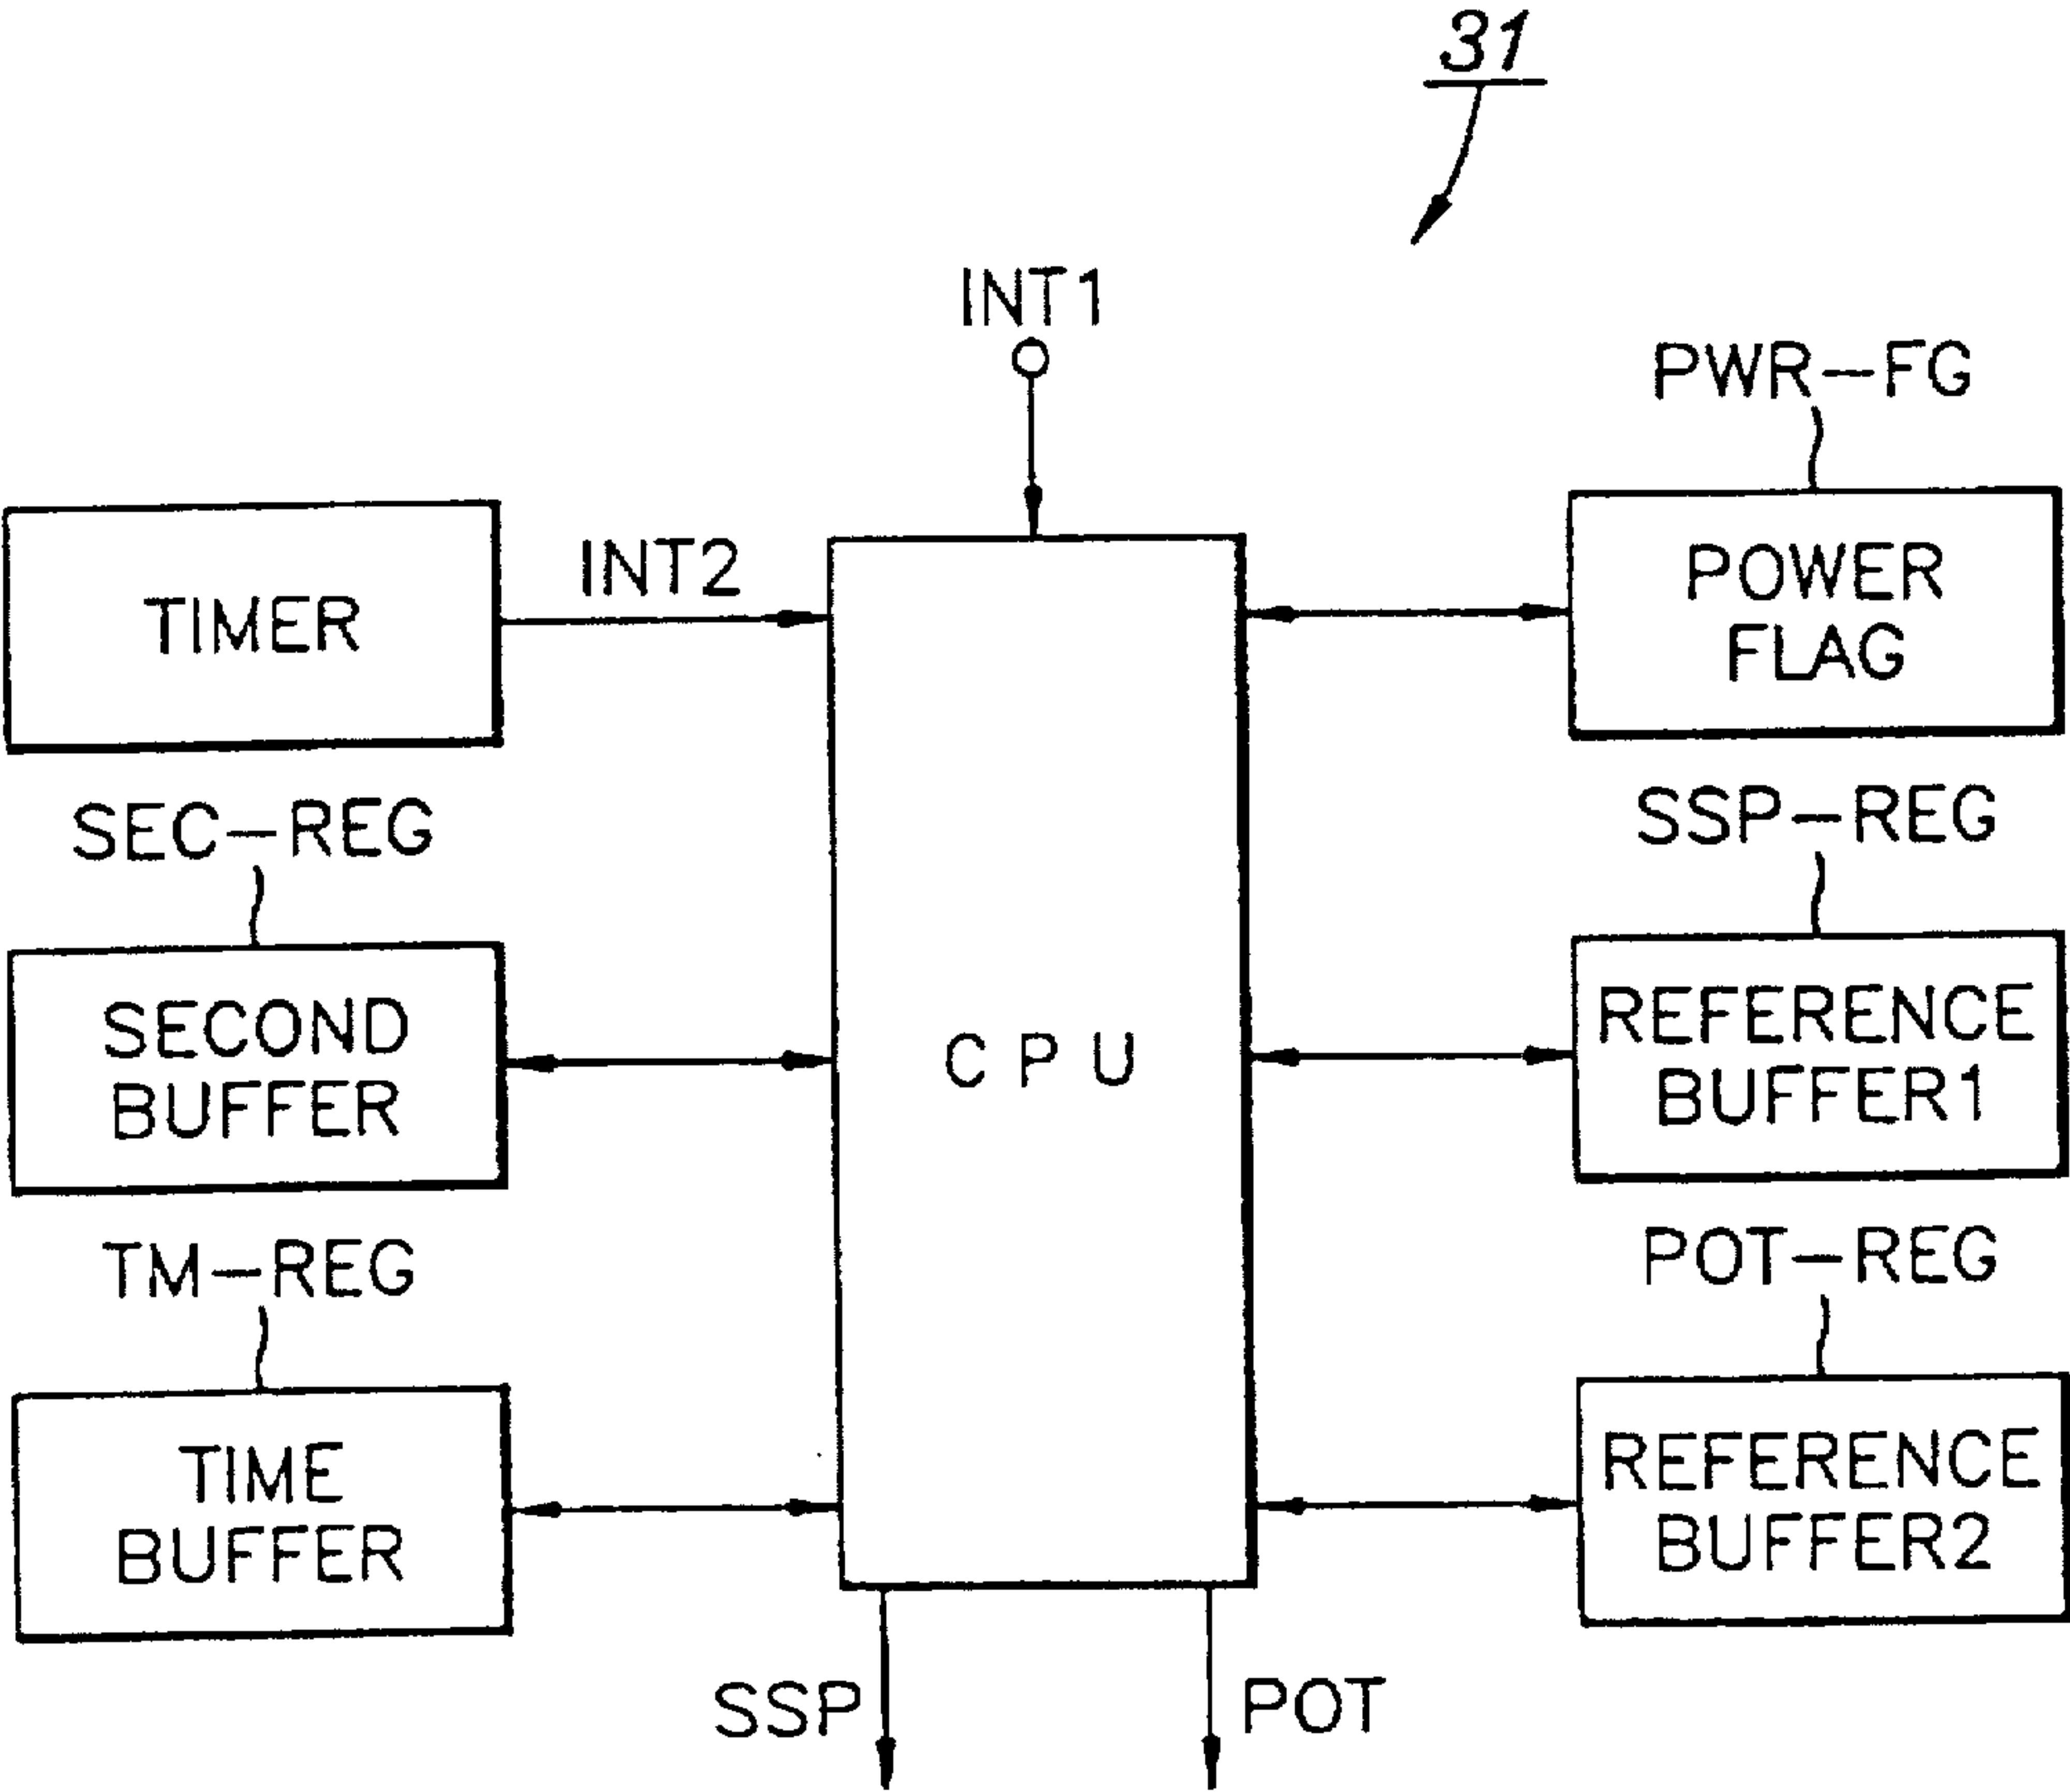 31
INT1
PWR-FG
TIMER
INT2
POWER
FLAG
SEC-REG
SSP-REG
SECOND
BUFFER
CPU
REFERENCE
BUFFER1
TM-REG
POT-REG
TIME
BUFFER
REFERENCE
BUFFER2
SSP
POT